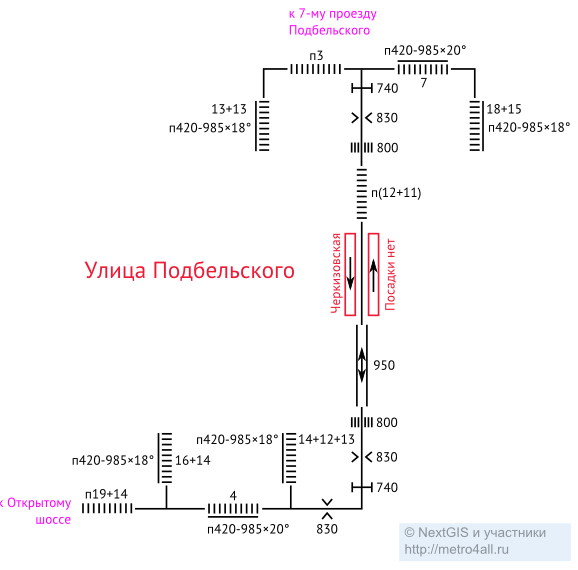 к 7-му проезду
Подбельского
п3
п420-985×20°
7
740
13+13
п420-985×18°
830
18+15
п420-985×18°
800
п(12+11)
Улица Подбельского
Черкизовская
Посадки нет
950
800
п420-985×18°
14+12+13
п420-985×18°
16+14
830
740
п19+14
4
к Открытому
шоссе
п420-985×20°
830
© NextGIS и участники
http://metro4all.ru